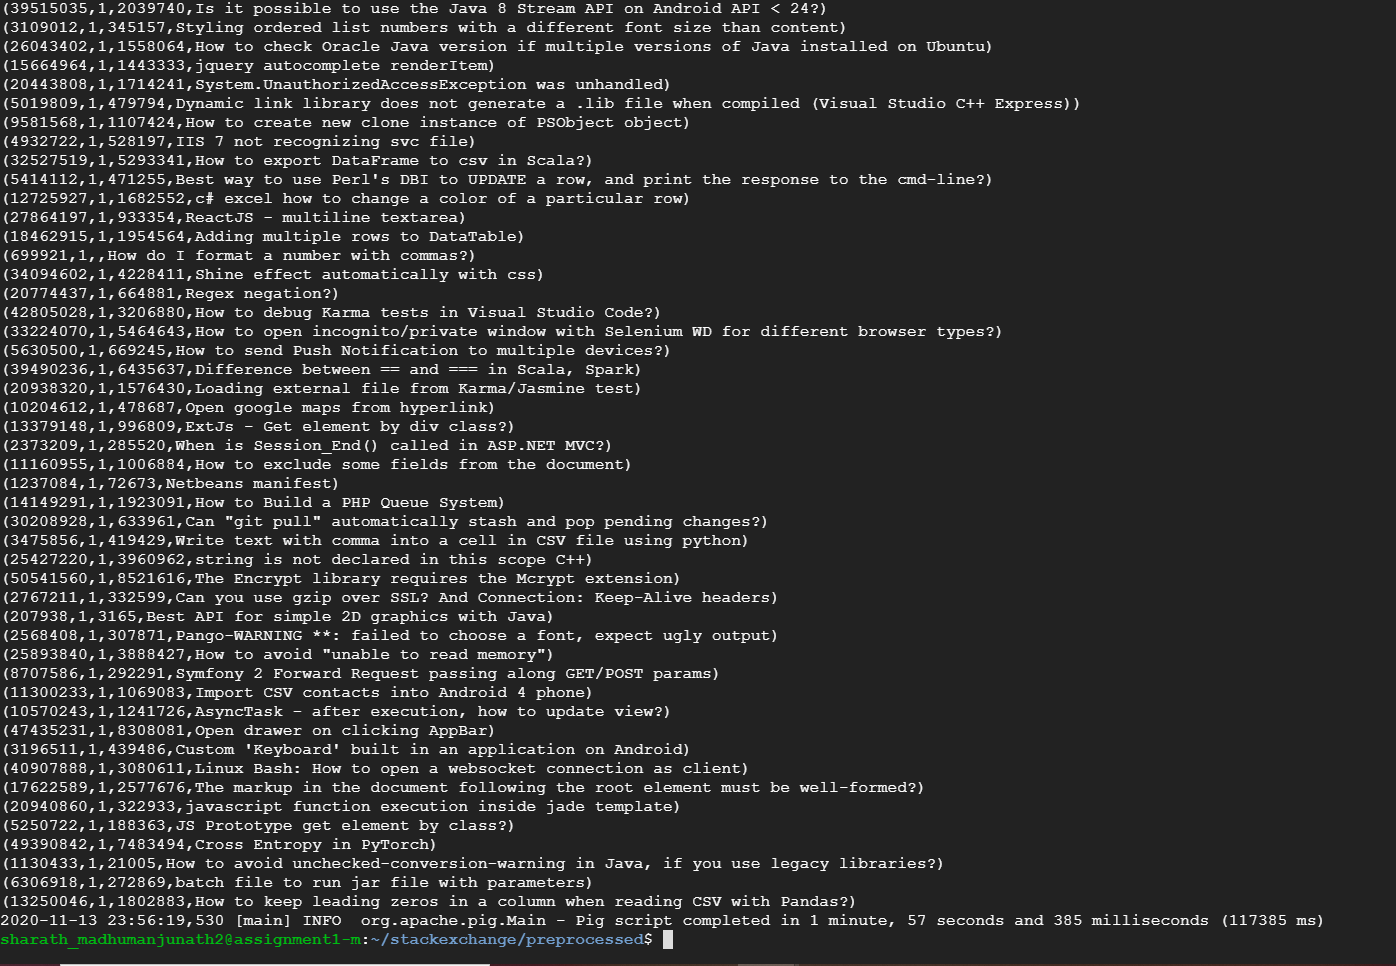 (39515035,1,2039740,Is it possible to use the Java 8 Stream API on Android API < 24?)
(3109012,1,345157,Styling ordered list numbers with a different font size than content)
(26043402,1,1558064,How to check Oracle Java version if multiple versions of Java installed on Ubuntu)
(15664964,1,1443333,jquery autocomplete renderItem)
(20443808,1,1714241,System.UnauthorizedAccessException was unhandled)
(5019809,1,479794,Dynamic link library does not generate a .lib file when compiled (Visual Studio C++ Express))
(9581568,1,1107424,How to create new clone instance of PSObject object)
(4932722,1,528197,IIS 7 not recognizing svc file)
(32527519,1,5293341,How to export DataFrame to csv in Scala?)
(5414112,1,471255,Best way to use Perl's DBI to UPDATE a row, and print the response to the cmd-line?)
(12725927,1,1682552,c# excel how to change a color of a particular row)
(27864197,1,933354,ReactJS - multiline textarea)
(18462915,1,1954564,Adding multiple rows to DataTable)
(699921,1,,How do I format a number with commas?)
(34094602,1,4228411,Shine effect automatically with css)
(20774437,1,664881,Regex negation?)
(42805028,1,3206880,How to debug Karma tests in Visual Studio Code?)
(33224070,1,5464643,How to open incognito/private window with Selenium WD for different browser types?)
(5630500,1,669245,How to send Push Notification to multiple devices?)
(39490236,1,6435637,Difference between == and === in Scala, Spark)
(20938320,1,1576430,Loading external file from Karma/Jasmine test)
(10204612,1,478687,Open google maps from hyperlink)
(13379148,1,996809,ExtJs - Get element by div class?)
(2373209,1,285520,When is Session_End() called in ASP.NET MVC?)
(11160955,1,1006884,How to exclude some fields from the document)
(1237084,1,72673,Netbeans manifest)
(14149291,1,1923091,How to Build a PHP Queue System)
(30208928,1,633961,Can "git pull" automatically stash and pop pending changes?)
(3475856,1,419429,Write text with comma into a cell in CSV file using python)
(25427220,1,3960962,string is not declared in this scope C++)
(50541560,1,8521616,The Encrypt library requires the Mcrypt extension)
(2767211,1,332599,Can you use gzip over SSL? And Connection: Keep-Alive headers)
(207938,1,3165,Best API for simple 2D graphics with Java)
(2568408,1,307871,Pango-WARNING **: failed to choose a font, expect ugly output)
(25893840,1,3888427,How to avoid "unable to read memory")
(8707586,1,292291,Symfony 2 Forward Request passing along GET/POST params)
(11300233,1,1069083,Import CSV contacts into Android 4 phone)
(10570243,1,1241726,AsyncTask - after execution, how to update view?)
(47435231,1,8308081,Open drawer on clicking AppBar)
(3196511,1,439486,Custom 'Keyboard' built in an application on Android)
(40907888,1,3080611,Linux Bash: How to open a websocket connection as client)
(17622589,1,2577676,The markup in the document following the root element must be well-formed?)
(20940860,1,322933,javascript function execution inside jade template)
(5250722,1,188363,JS Prototype get element by class?)
(49390842,1,7483494,Cross Entropy in PyTorch)
(1130433,1,21005,How to avoid unchecked-conversion-warning in Java, if you use legacy libraries?)
(6306918,1,272869,batch file to run jar file with parameters)
(13250046,1,1802883,How to keep leading zeros in a column when reading CSV with Pandas?)
2020-11-13 23:56:19,530 [main] INFO  org.apache.pig.Main - Pig script completed in 1 minute, 57 seconds and 385 milliseconds (117385 ms)
sharath_madhumanjunath2@assignment1-m:~/stackexchange/preprocessed$